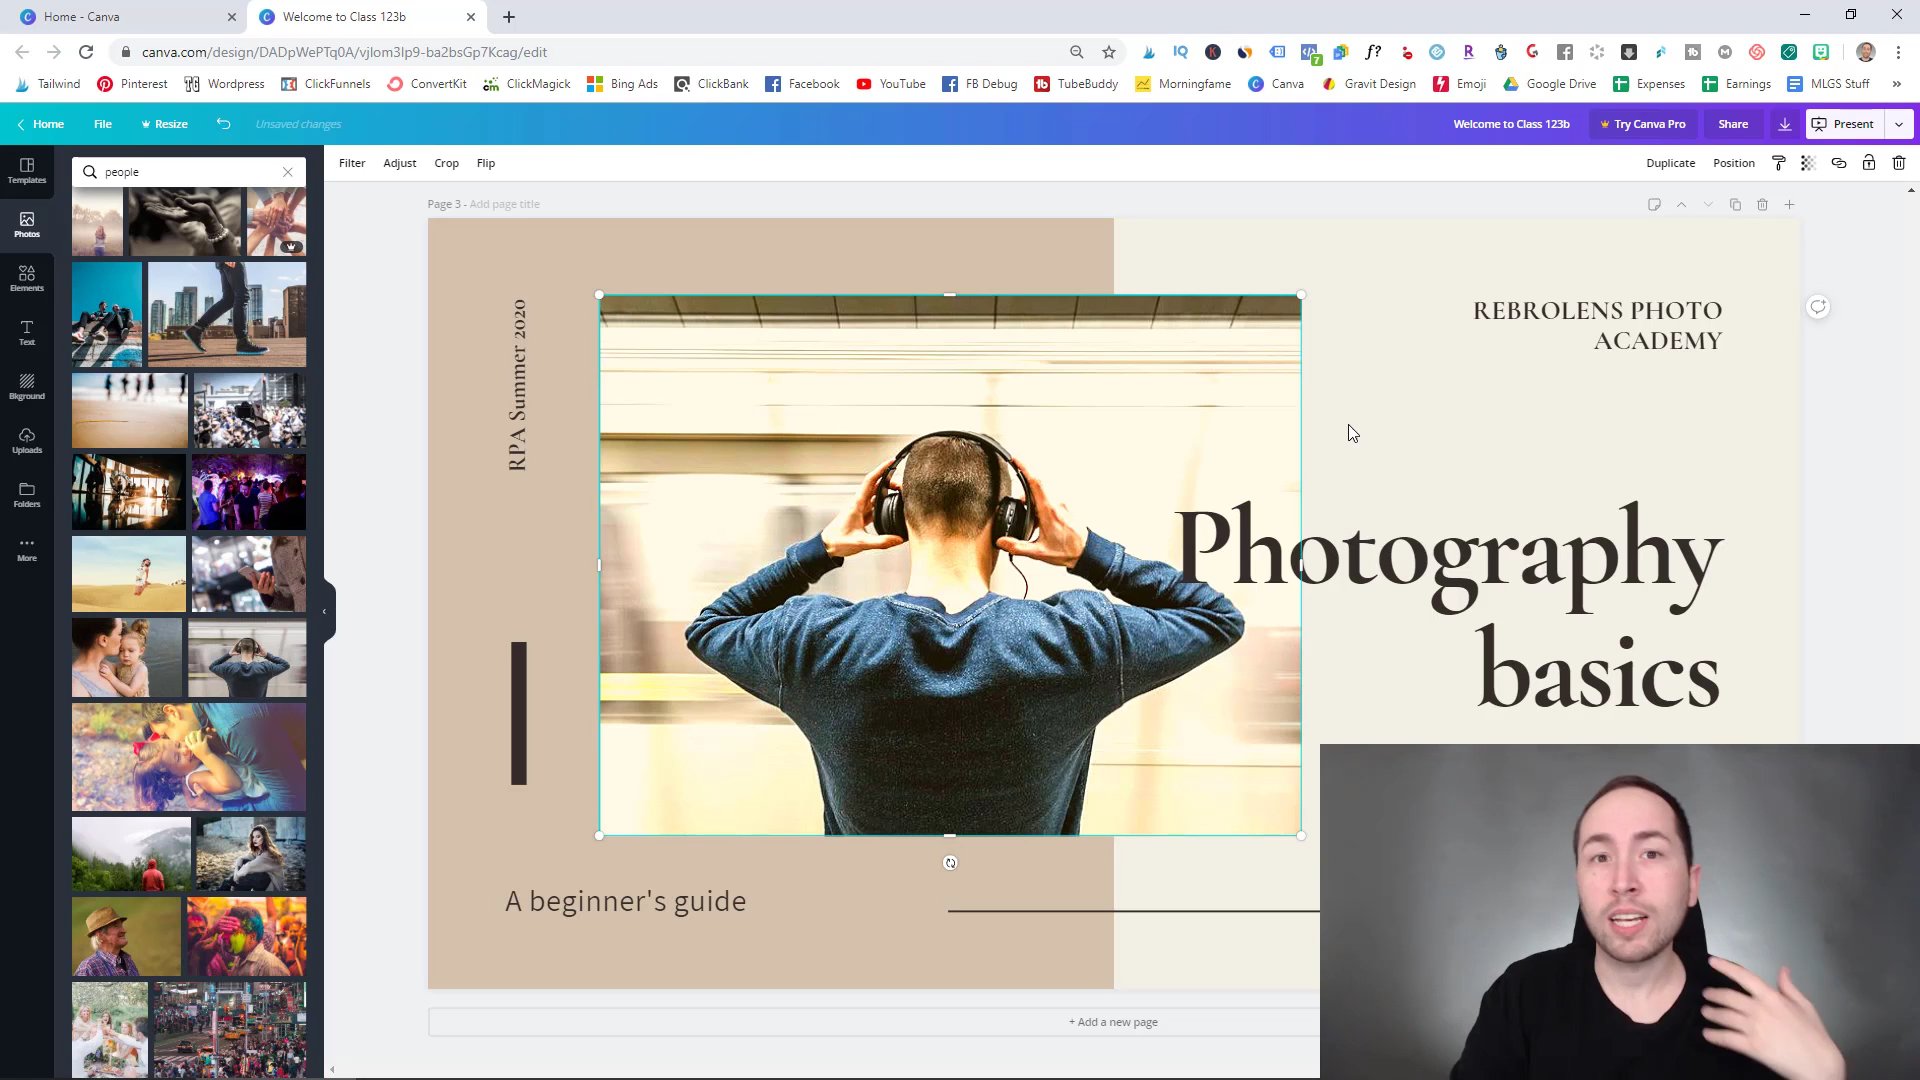 Home - Canva
Welcome to Class 123b
canva.com/design/DADpWePTq0A/vjlom3lp9-ba2bsGp7Kcag/edit
Tailwind Pinterest Wordpress ClickFunnels ConvertKit ClickMagick Bing Ads ClickBank Facebook YouTube FB Debug TubeBuddy Morningfame Canva Gravit Design Emoji Google Drive Expenses Earnings MLGS Stuff »
Home File Resize Unsaved changes Welcome to Class 123b Try Canva Pro Share Present
Templates
Photos
Elements
Text
Bkground
Uploads
Folders
More
people
Filter Adjust Crop Flip Duplicate Position
Page 3 - Add page title
RPA Summer 2020
REBROLENS PHOTO
ACADEMY
Photography
basics
A beginner's guide
+ Add a new page